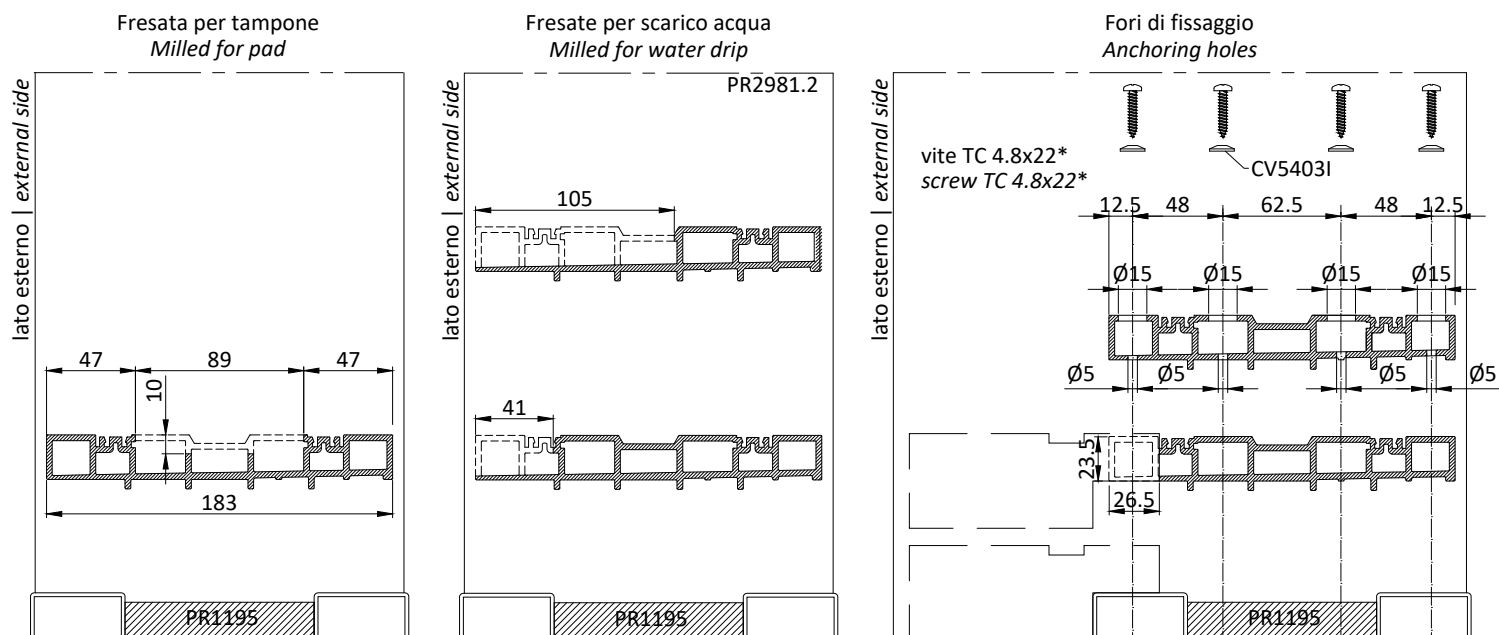 Fresata per tampone
Milled for pad
lato esterno | external side
47
89
47
10
183
PR1195
Fresate per scarico acqua
Milled for water drip
lato esterno | external side
PR2981.2
105
41
PR1195
Fori di fissaggio
Anchoring holes
lato esterno | external side
vite TC 4.8x22*
screw TC 4.8x22*
CV5403I
12.5
48
62.5
48
12.5
Ø15
Ø15
Ø15
Ø15
Ø5
Ø5
Ø5
Ø5
23.5
26.5
PR1195